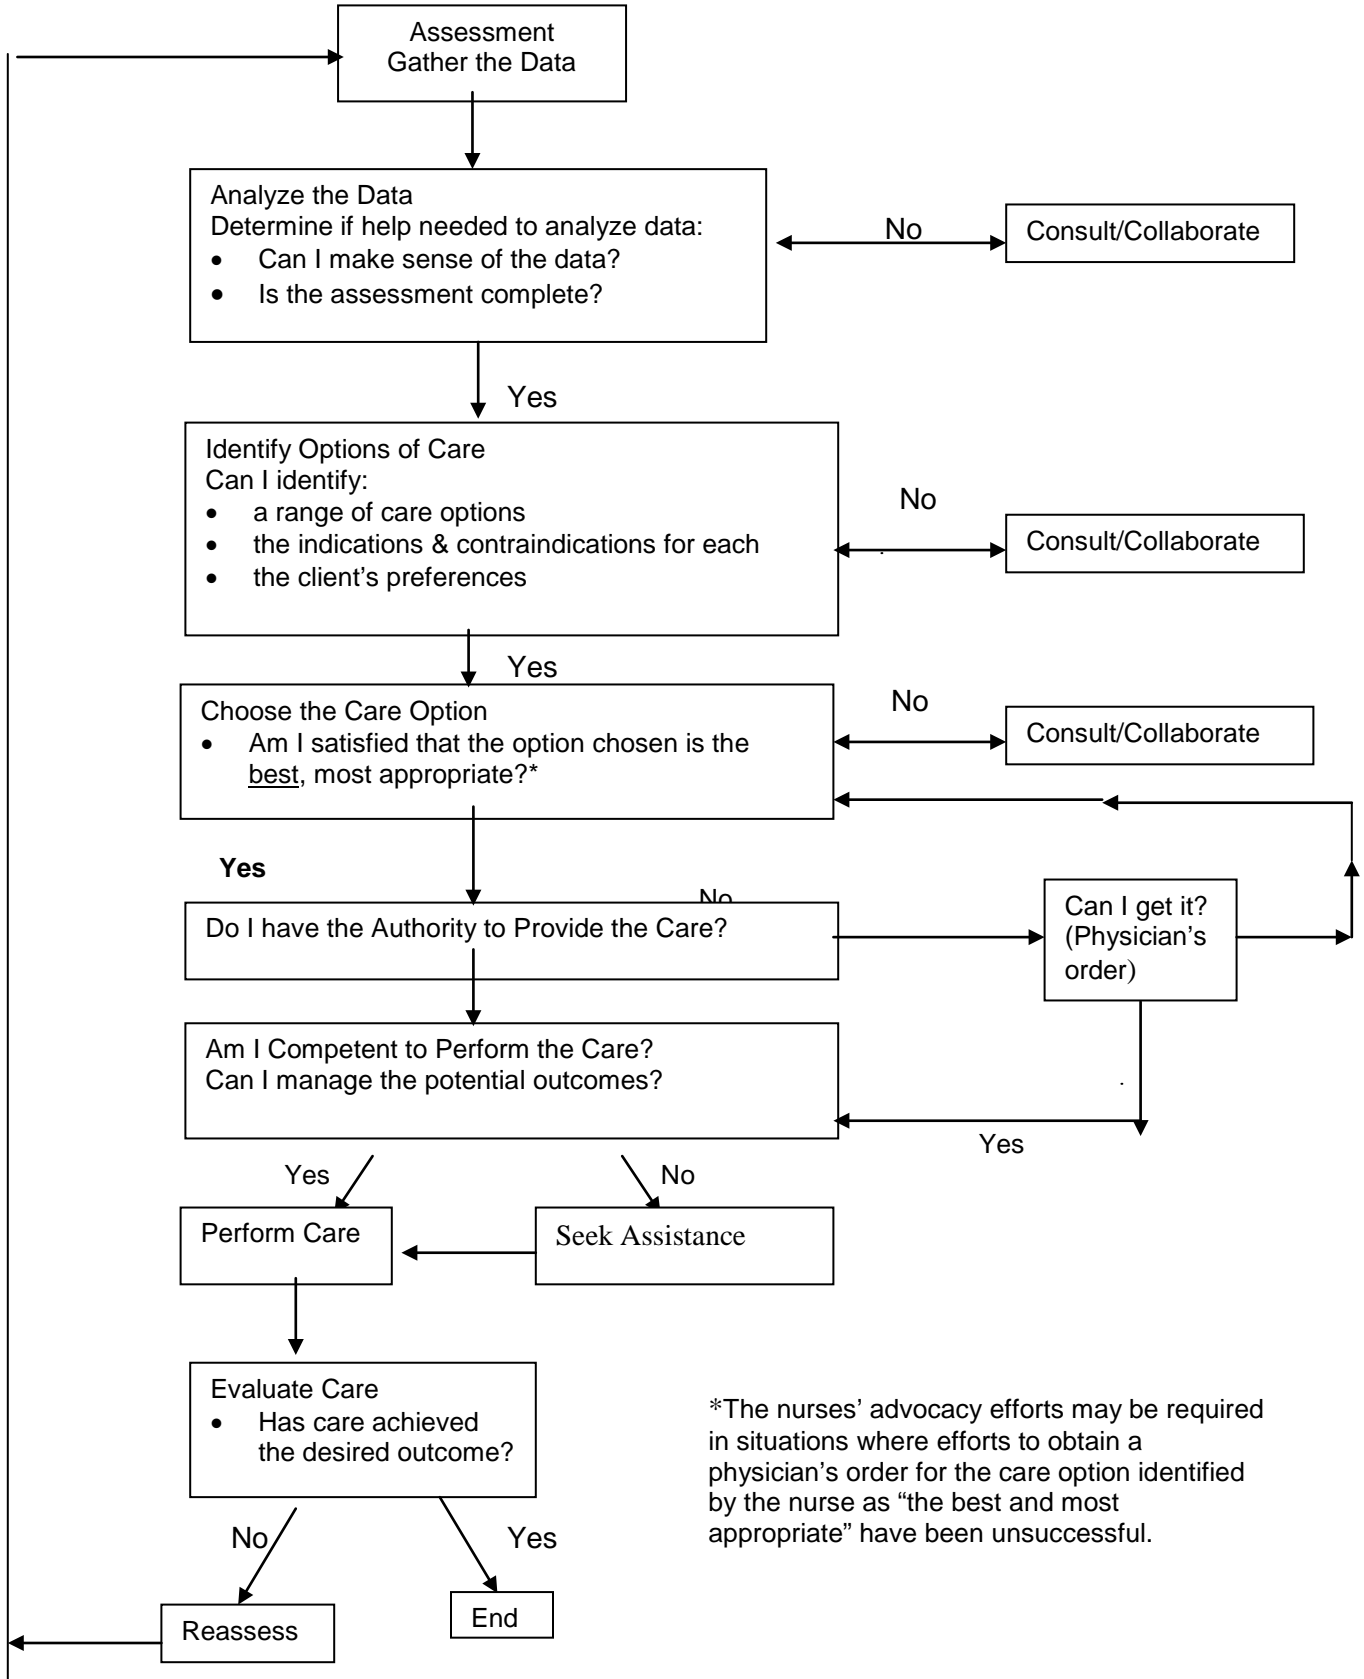 Assessment
Gather the Data
Analyze the Data
Determine if help needed to analyze data:
• Can I make sense of the data?
• Is the assessment complete?
No
Consult/Collaborate
Yes
Identify Options of Care
Can I identify:
• a range of care options
• the indications & contraindications for each
• the client's preferences
No
Consult/Collaborate
Yes
Choose the Care Option
• Am I satisfied that the option chosen is the
best, most appropriate?*
No
Consult/Collaborate
Yes
No
Do I have the Authority to Provide the Care?
Can I get it?
(Physician's
order)
Am I Competent to Perform the Care?
Can I manage the potential outcomes?
Yes
Yes
No
Perform Care
Seek Assistance
Evaluate Care
• Has care achieved
the desired outcome?
*The nurses' advocacy efforts may be required
in situations where efforts to obtain a
physician's order for the care option identified
by the nurse as “the best and most
appropriate” have been unsuccessful.
No
Yes
Reassess
End